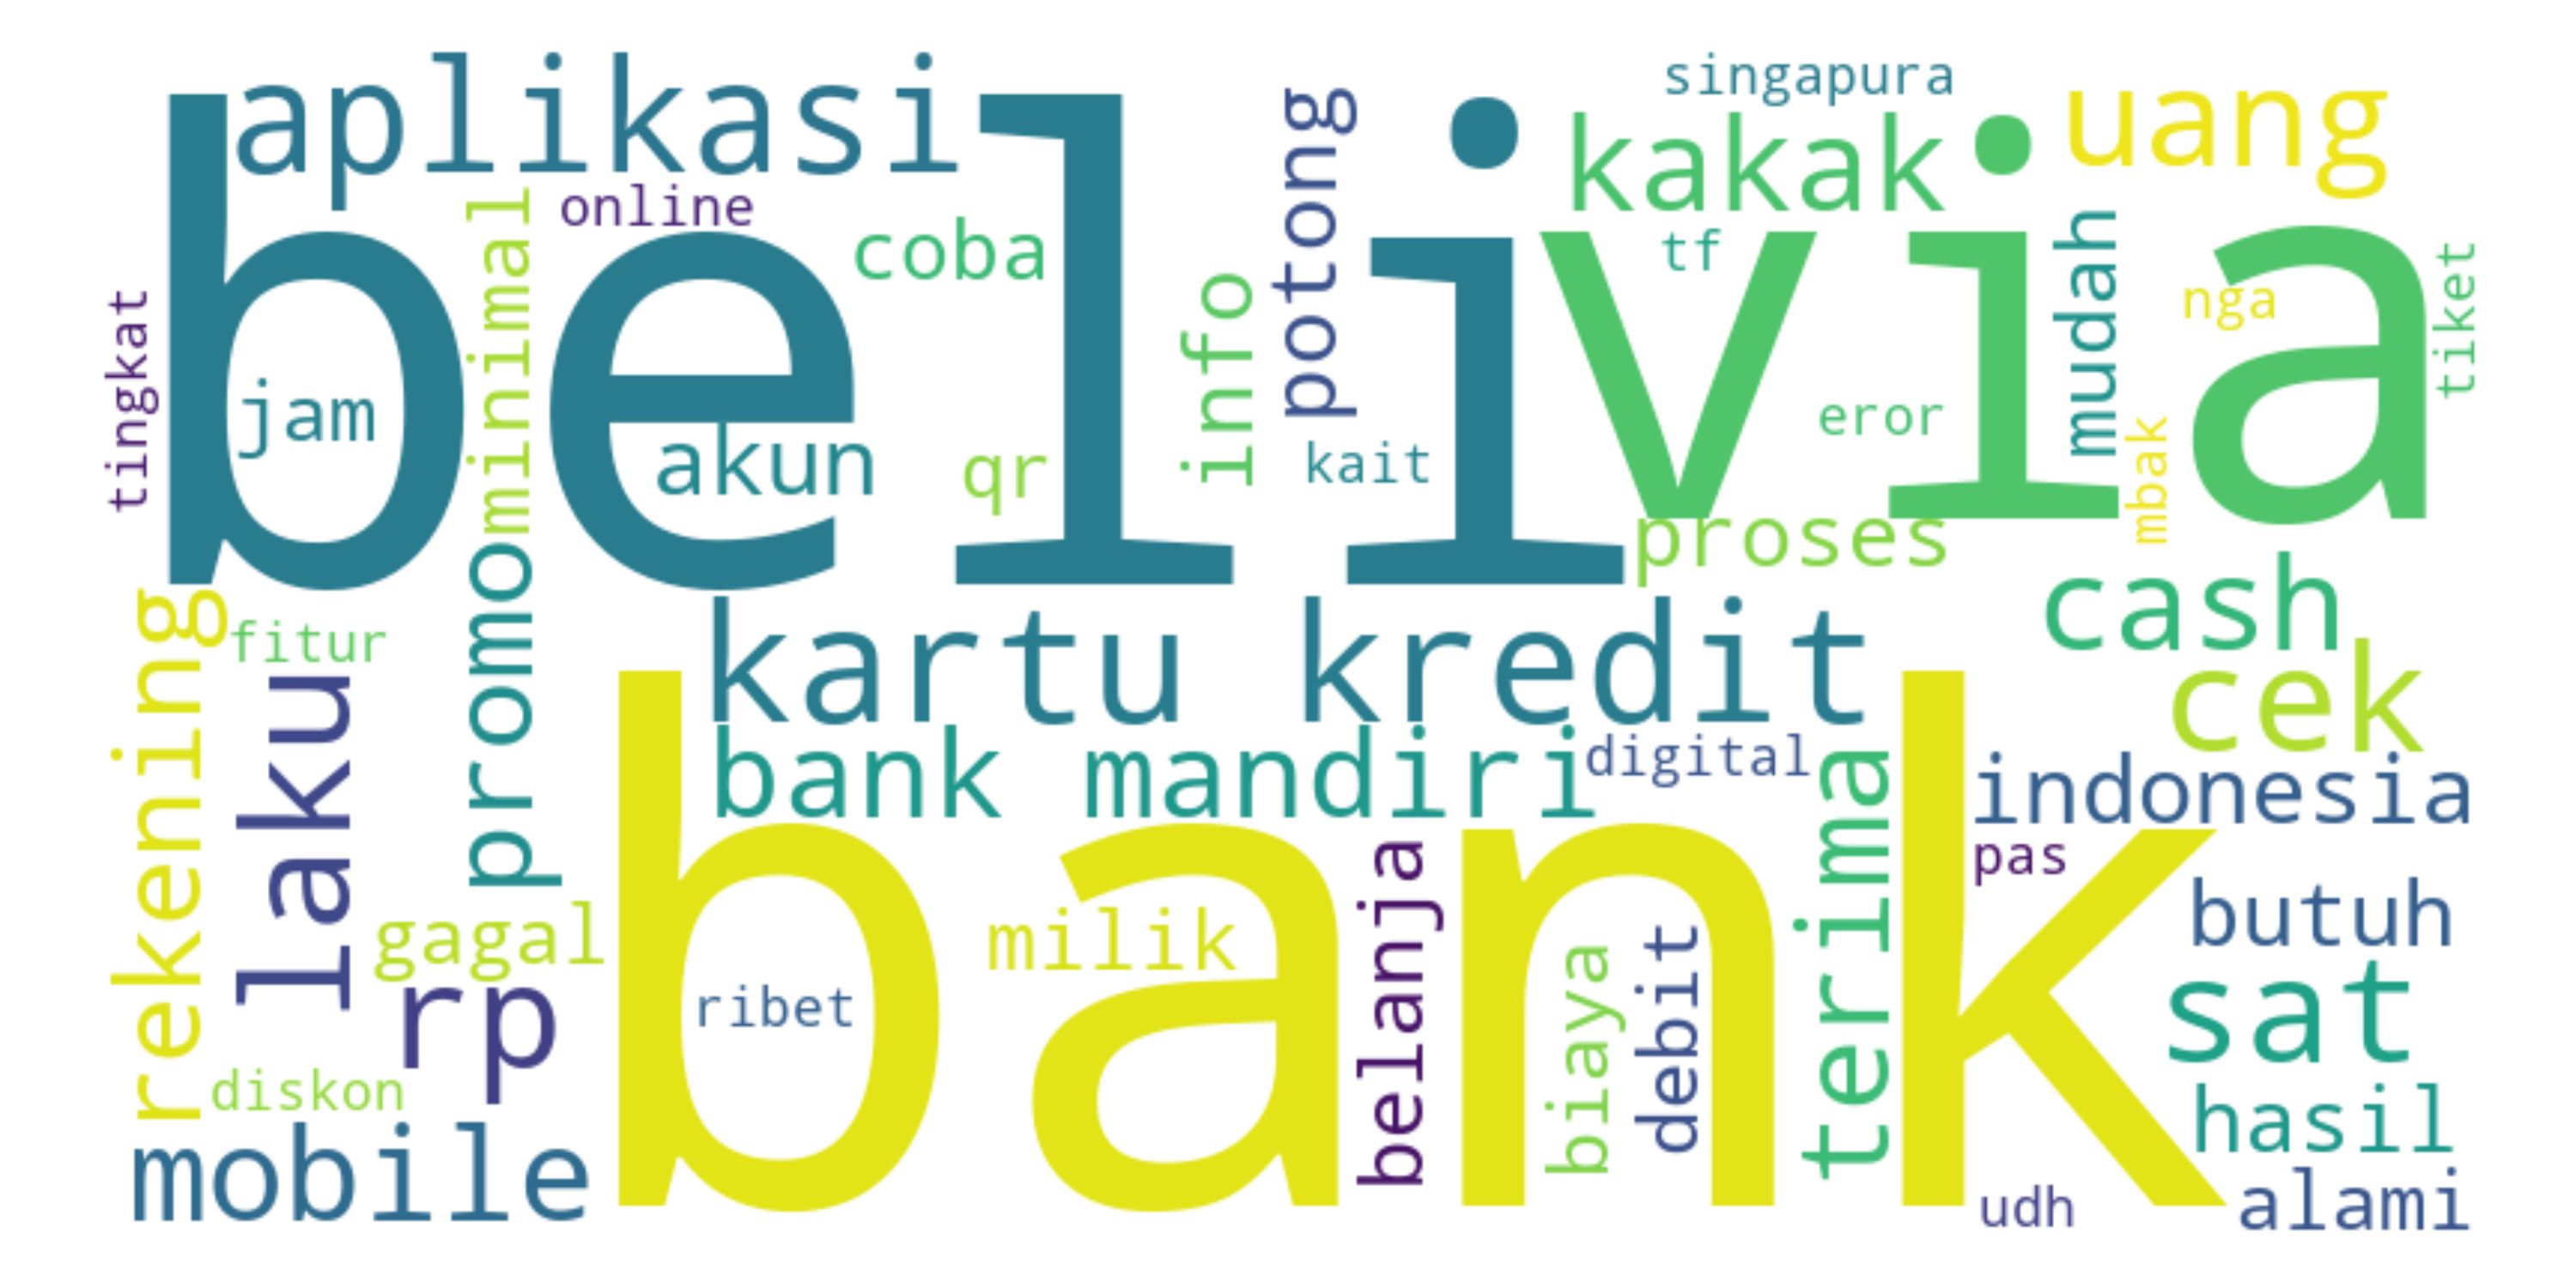 aplikasi
singapura
uang
kakak
online
potong
beli
via
coba
tf
mudah
nga
tiket
tingkat
minimal
info
jam
akun
qr
kait
eror
mbak
proses
promo
cash
rekening
fitur
kartu kredit
cek
laku
bank mandiri
digital
indonesia
bank
pas
terima
belanja
butuh
gagal
milik
biaya
debit
rp
ribet
sat
diskon
hasil
mobile
udh
alami